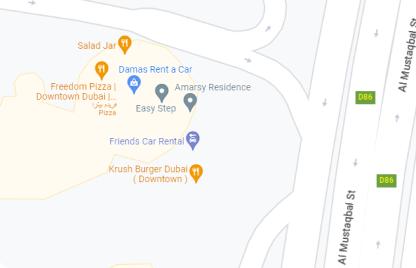 Salad Jar
Freedom Pizza |
Downtown Dubai |...
Pizza
Damas Rent a Car
Amarsy Residence
Easy Step
Friends Car Rental
Krush Burger Dubai
( Downtown )
D86
D86
Al Mustaqbal St
Al Mustaqbal St